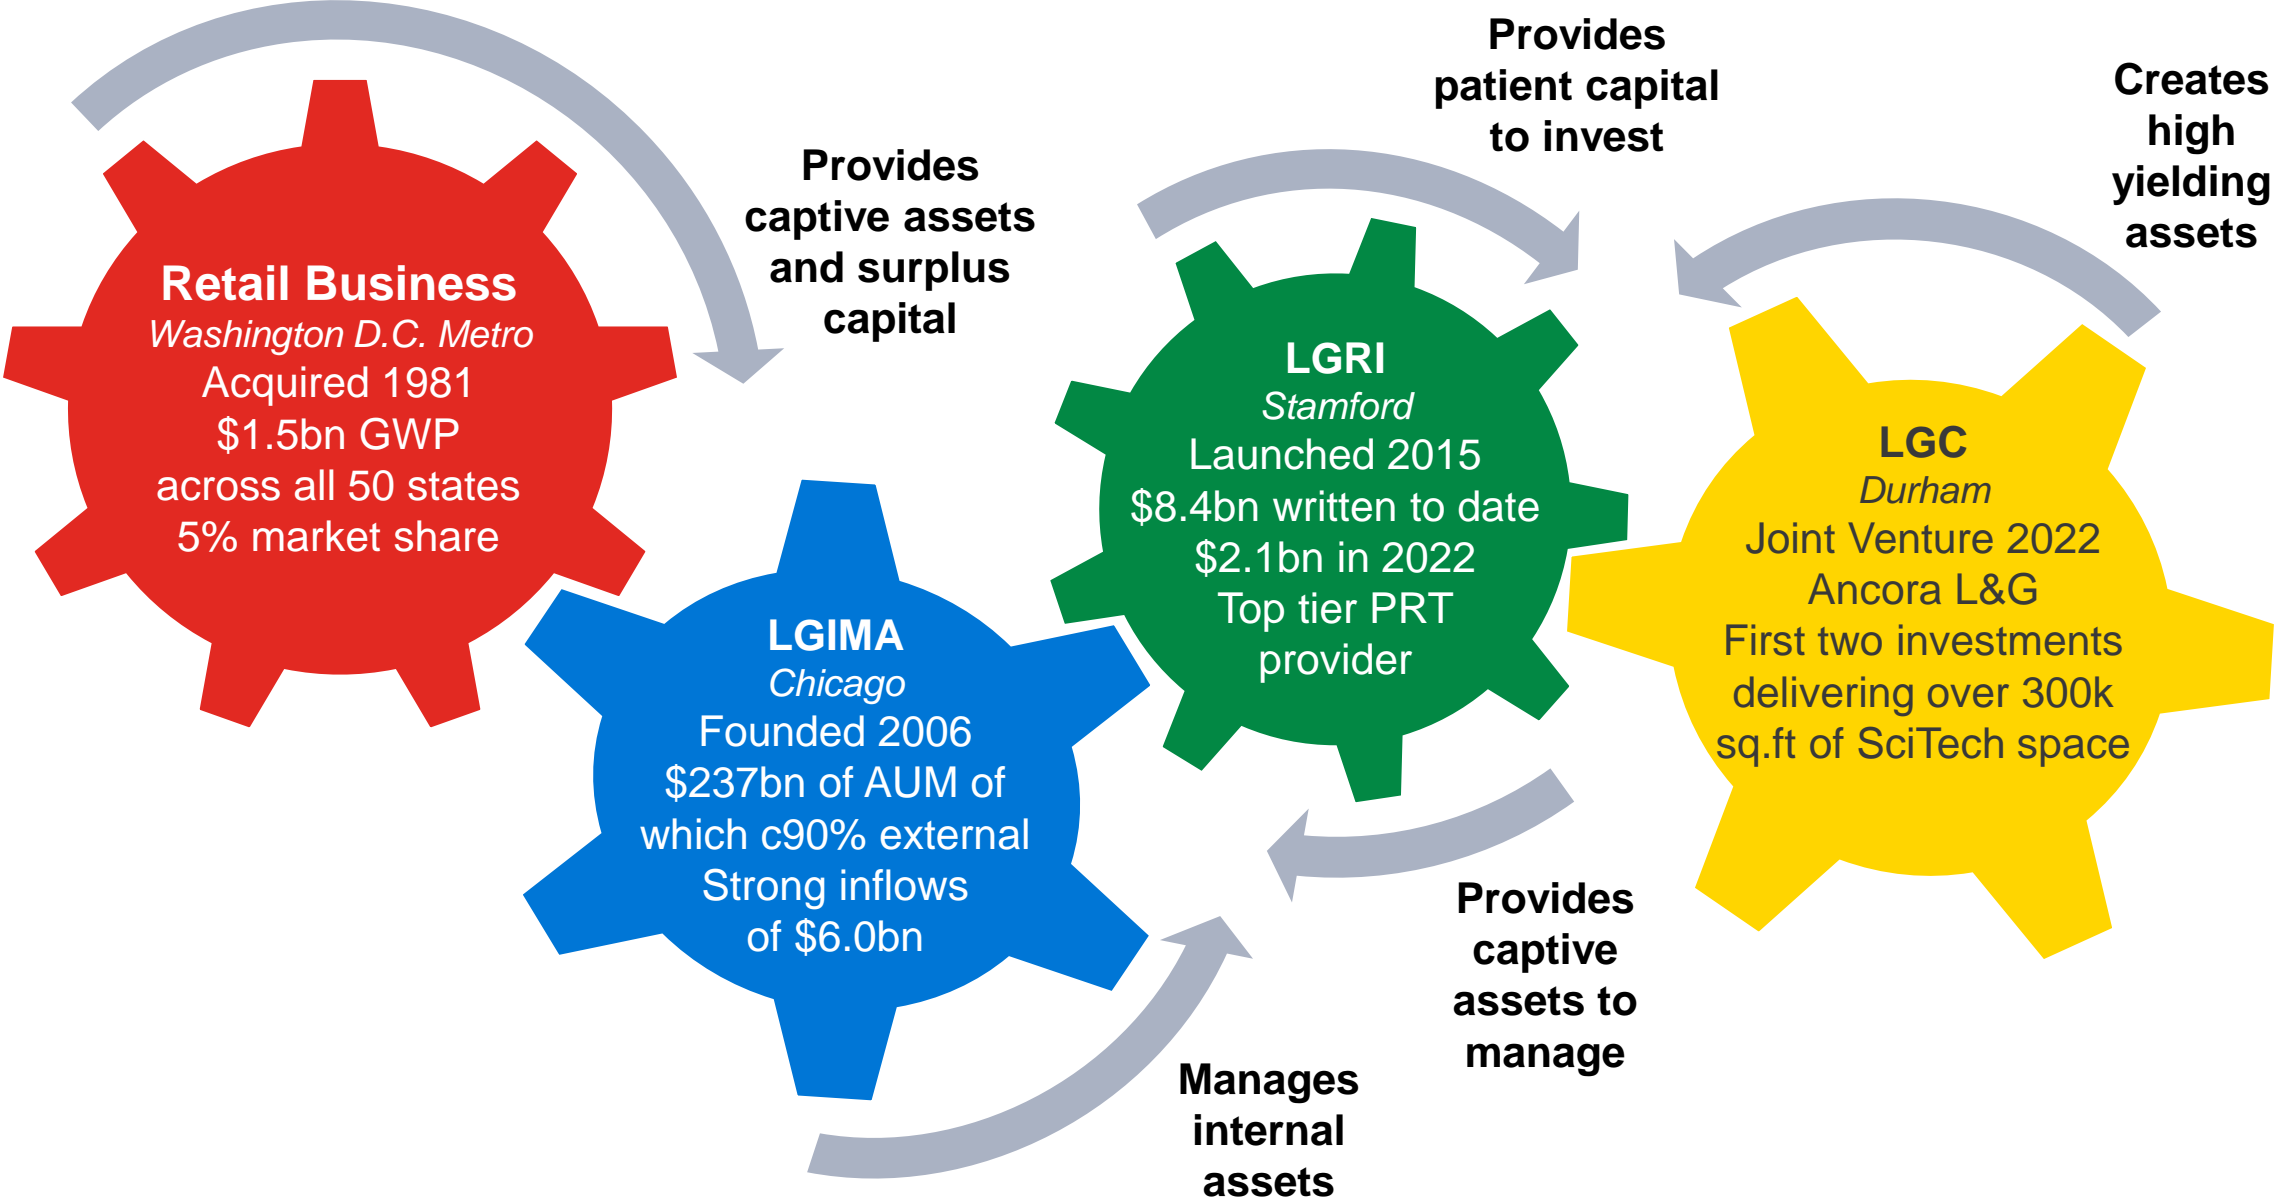 Retail Business
Washington D.C. Metro
Acquired 1981
$1.5bn GWP
across all 50 states
5% market share
Provides
captive assets
and surplus
capital
LGIMA
Chicago
Founded 2006
$237bn of AUM of
which c90% external
Strong inflows
of $6.0bn
Manages
internal
assets
LGRI
Stamford
Launched 2015
$8.4bn written to date
$2.1bn in 2022
Top tier PRT
provider
Provides
patient capital
to invest
Provides
captive
assets to
manage
LGC
Durham
Joint Venture 2022
Ancora L&G
First two investments
delivering over 300k
sq.ft of SciTech space
Creates
high
yielding
assets